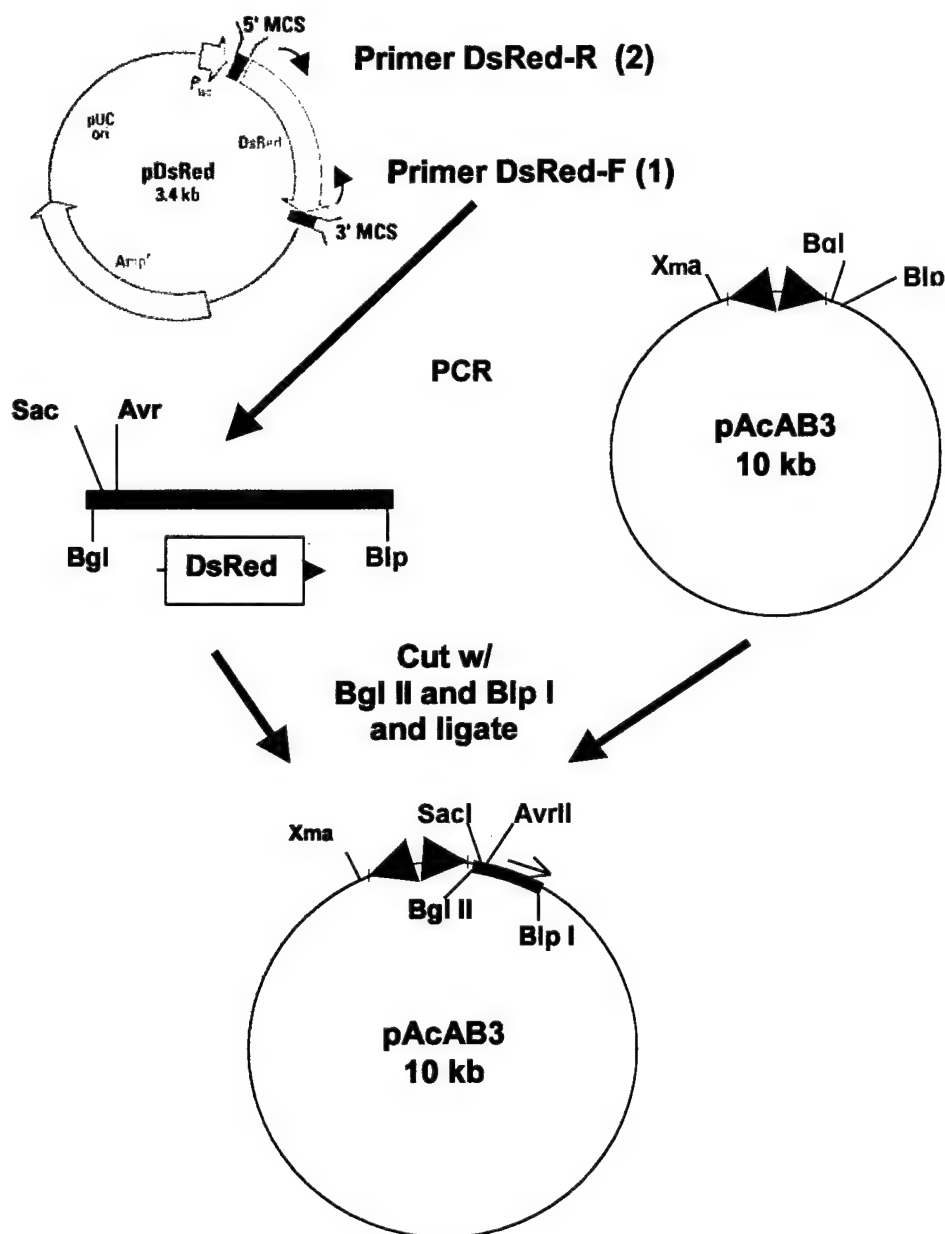 5' MCS
Primer DsRed-R (2)
Plac
pUC
ori
DsRed
pDsRed
3.4 kb
Primer DsRed-F (1)
3' MCS
Ampr
Xma
Bgl
Blp
PCR
Sac
Avr
pAcAB3
10 kb
Bgl
Blp
DsRed
Cut w/
Bgl II and Blp I
and ligate
SacI
AvrII
Xma
Bgl II
Blp I
pAcAB3
10 kb